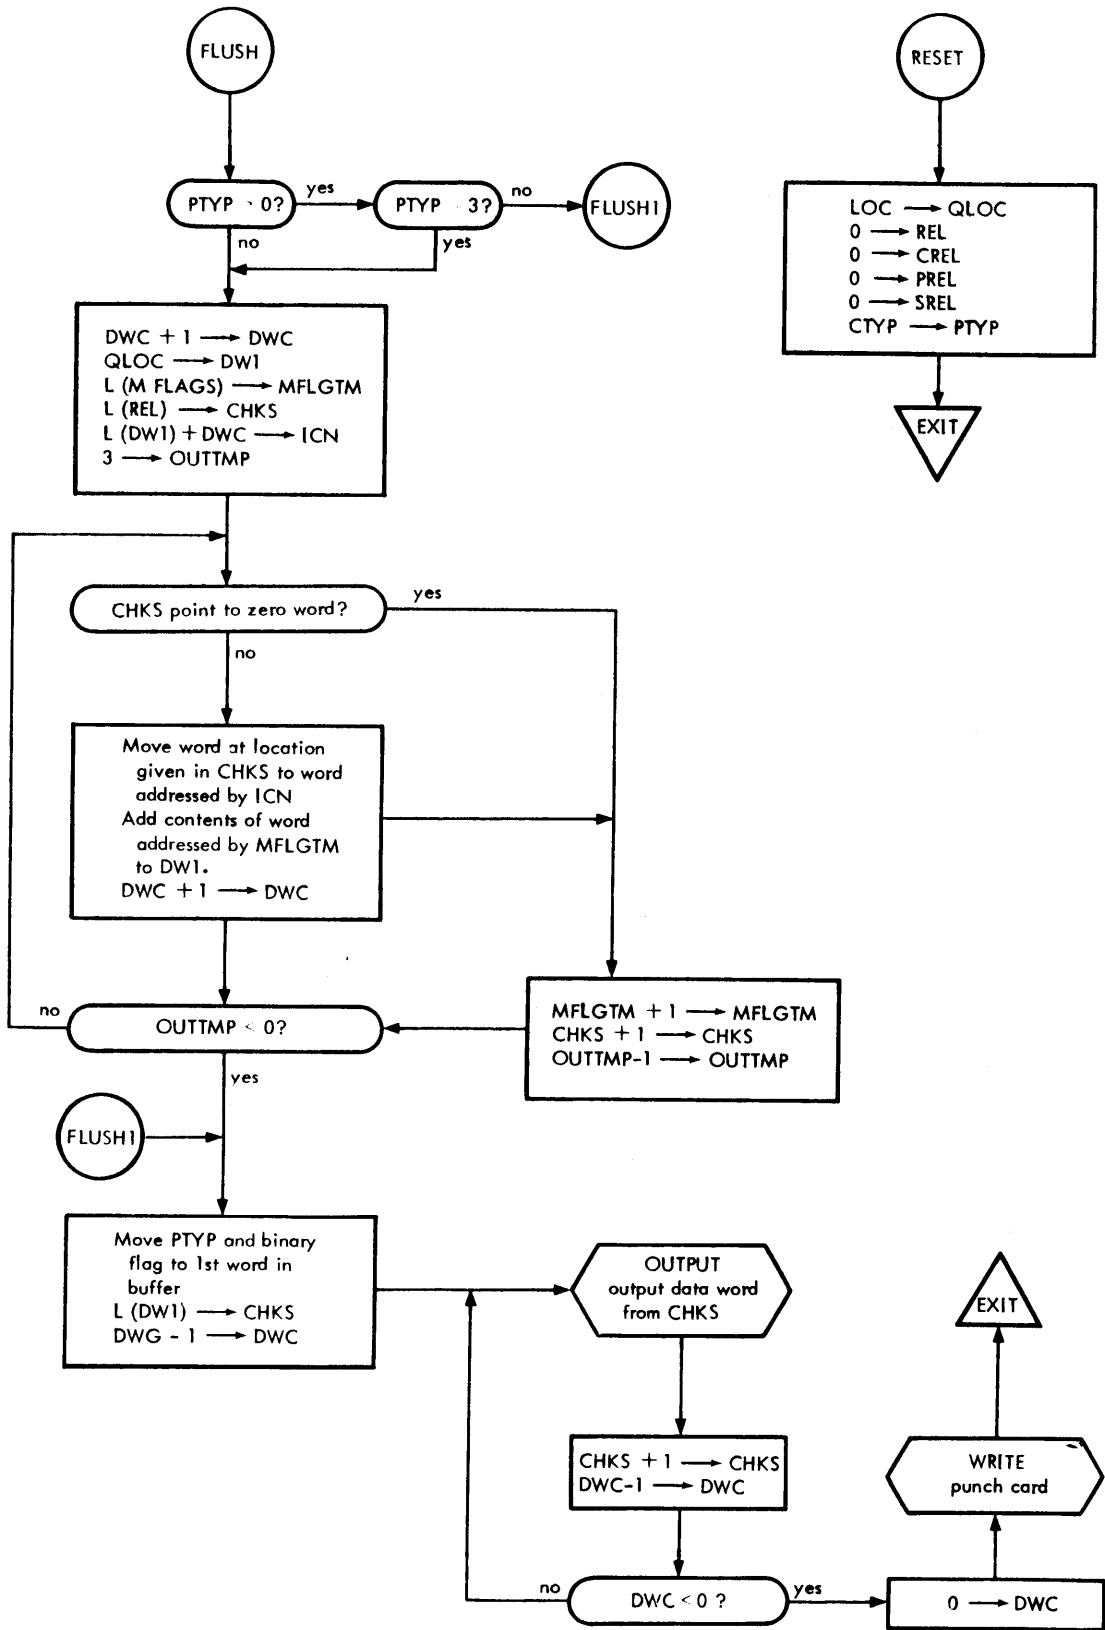 FLUSH
PTYP > 0?
yes
no
PTYP 3?
no
yes
FLUSH1
DWC + 1 → DWC
QLOC → DW1
L (M FLAGS) → MFLGTM
L (REL) → CHKS
L (DW1) + DWC → ICN
3 → OUTTMP
CHKS point to zero word?
yes
no
Move word at location
given in CHKS to word
addressed by ICN
Add contents of word
addressed by MFLGTM
to DW1.
DWC + 1 → DWC
OUTTMP < 0?
no
yes
MFLGTM + 1 → MFLGTM
CHKS + 1 → CHKS
OUTTMP-1 → OUTTMP
FLUSH1
Move PTYP and binary
flag to 1st word in
buffer
L (DW1) → CHKS
DWG - 1 → DWC
OUTPUT
output data word
from CHKS
CHKS + 1 → CHKS
DWC-1 → DWC
DWC < 0 ?
no
yes
0 → DWC
WRITE
punch card
EXIT
RESET
LOC → QLOC
0 → REL
0 → CREL
0 → PREL
0 → SREL
CTYP → PTYP
EXIT